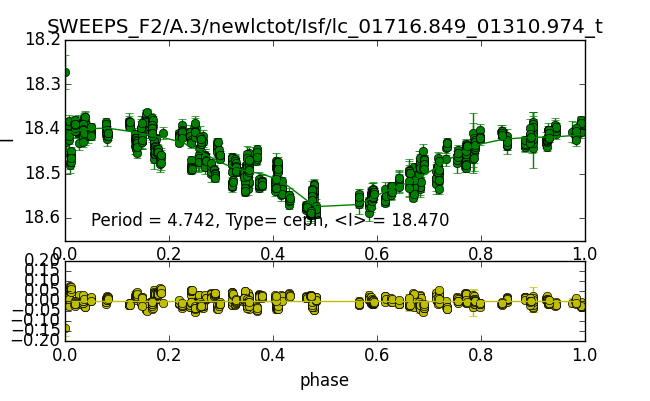 SWEEPS_F2/A.3/newlctot/Isf/lc_01716.849_01310.974_t
18.2
18.3
18.4
I
18.5
18.6
Period = 4.742, Type= ceph, <I> = 18.470
0.0 0.2 0.4 0.6 0.8 1.0
0.20
0.15
0.10
0.05
0.00
−0.05
−0.10
−0.15
−0.20
0.0 0.2 0.4 0.6 0.8 1.0
phase